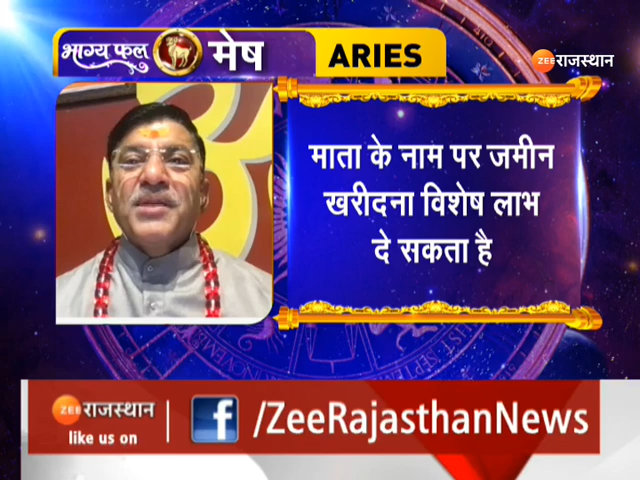 भाग्य फल
मेष
ARIES
ZEE राजस्थान
माता के नाम पर जमीन
खरीदना विशेष लाभ
दे सकता है
ZEE राजस्थान
like us on
f
/ZeeRajasthanNews